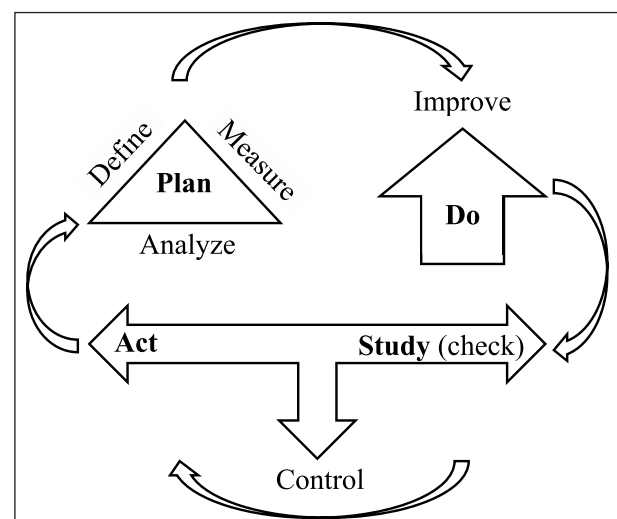 Improve
Define
Measure
Plan
Do
Analyze
Act
Study (check)
Control